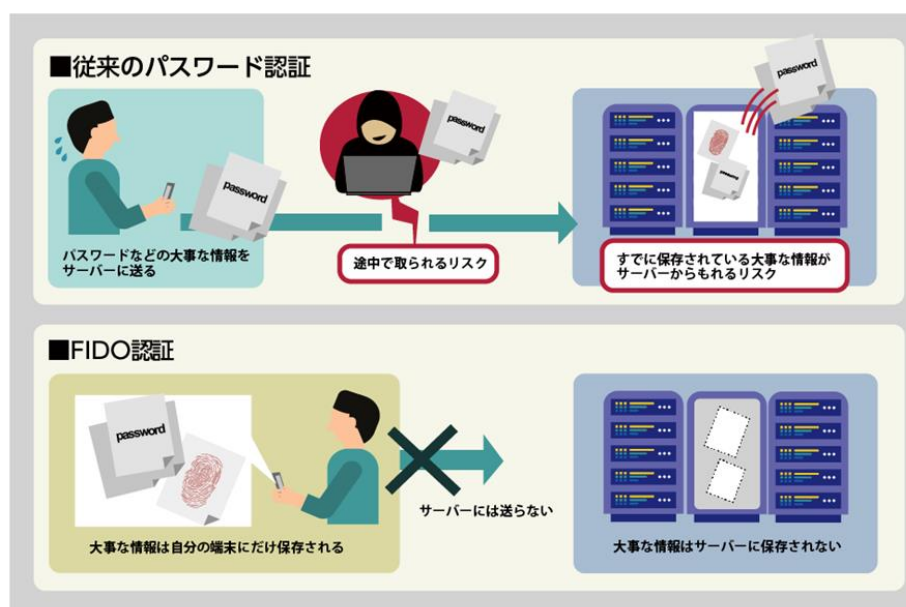 ■従来のパスワード認証
password
password
password
password
パスワードなどの大事な情報を
サーバーに送る
途中で取られるリスク
すでに保存されている大事な情報が
サーバーからもれるリスク
■FIDO認証
password
サーバーには送らない
大事な情報は自分の端末にだけ保存される
大事な情報はサーバーに保存されない